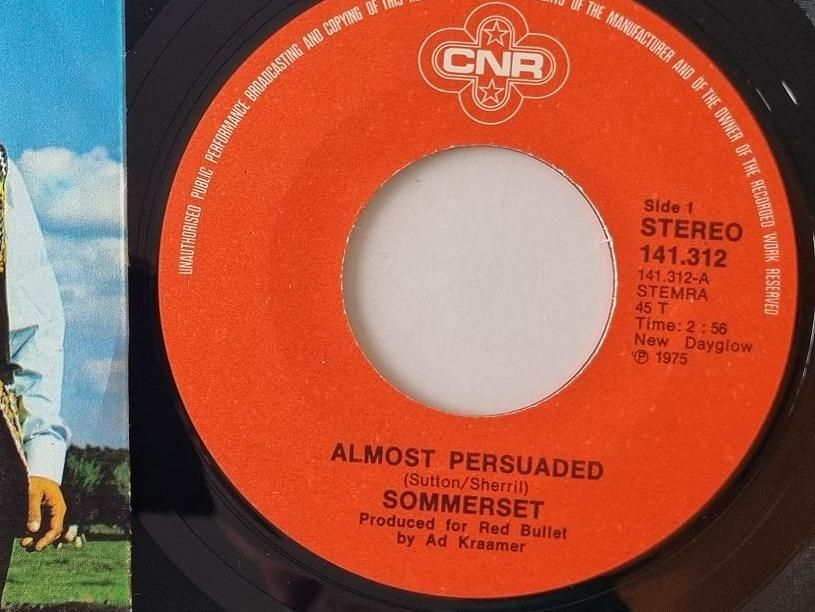 UNAUTHORISED PUBLIC PERFORMANCE BROADCASTING AND COPYING OF THIS
OF THE MANUFACTURER AND OF THE OWNER OF THE RECORDED WORK RESERVED
CNR
Side 1
STEREO
141.312
141.312-A
STEMRA
45 T
Time: 2 : 56
New Dayglow
℗ 1975
ALMOST PERSUADED
(Sutton/Sherril)
SOMMERSET
Produced for Red Bullet
by Ad Kraamer